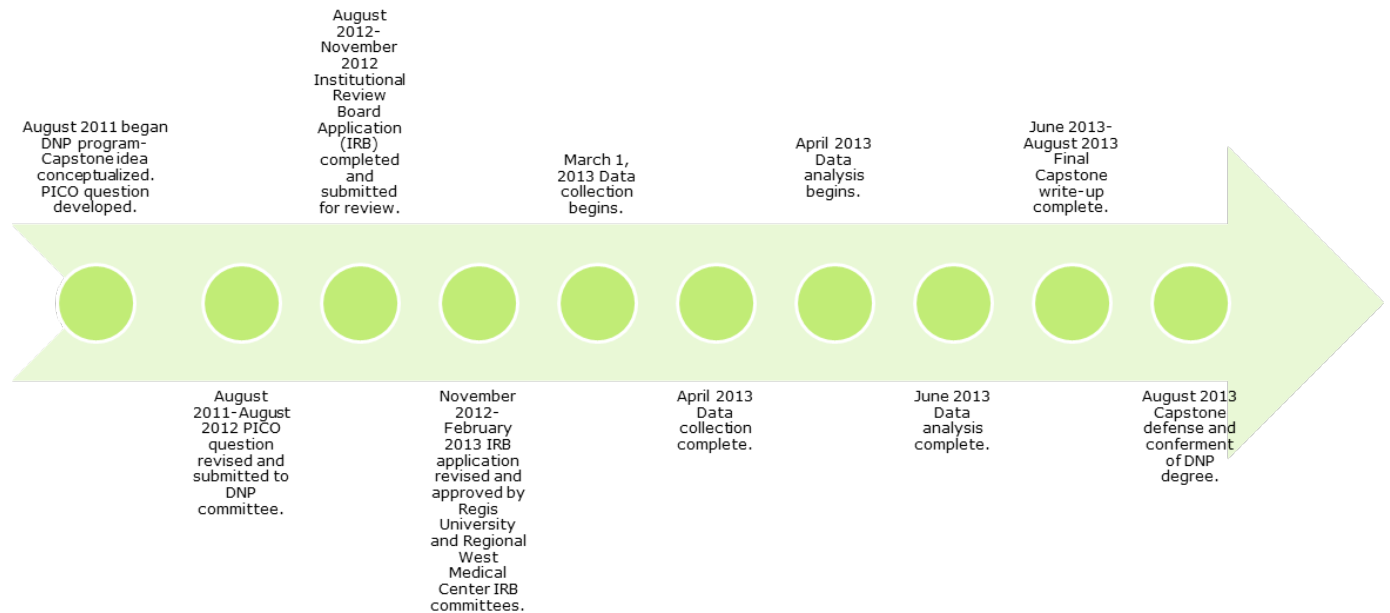 August 2011 began
DNP program-
Capstone idea
conceptualized.
PICO question
developed.
August
2011-August
2012 PICO
question
revised and
submitted to
DNP
committee.
August
2012-
November
2012
Institutional
Review
Board
Application
(IRB)
completed
and
submitted
for review.
November
2012-
February
2013 IRB
application
revised and
approved by
Regis
University
and Regional
West
Medical
Center IRB
committees.
March 1,
2013 Data
collection
begins.
April 2013
Data
collection
complete.
April 2013
Data
analysis
begins.
June 2013
Data
analysis
complete.
June 2013-
August 2013
Final
Capstone
write-up
complete.
August 2013
Capstone
defense and
conferment
of DNP
degree.